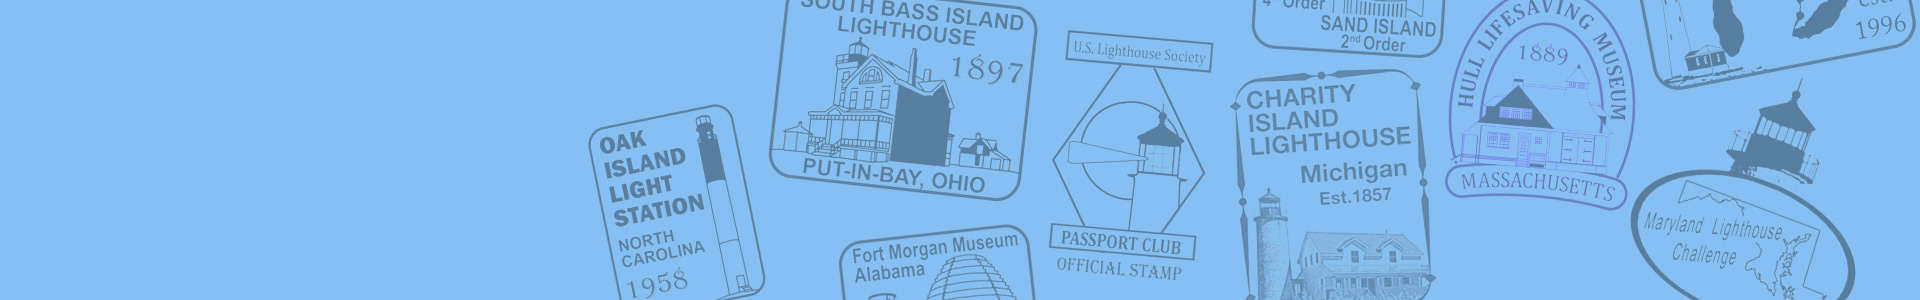 OAK
ISLAND
LIGHT
STATION
NORTH
CAROLINA
1958
SOUTH BASS ISLAND
LIGHTHOUSE
1897
PUT-IN-BAY, OHIO
Fort Morgan Museum
Alabama
U.S. Lighthouse Society
PASSPORT CLUB
OFFICIAL STAMP
4th Order
SAND ISLAND
2nd Order
CHARITY
ISLAND
LIGHTHOUSE
Michigan
Est.1857
HULL LIFESAVING MUSEUM
1889
MASSACHUSETTS
1996
Maryland Lighthouse
Challenge